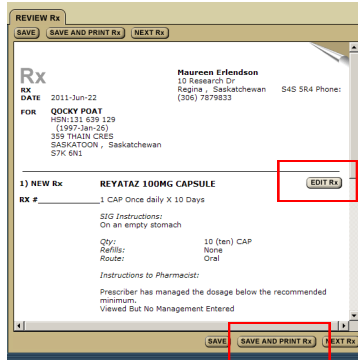 REVIEW Rx
SAVE SAVE AND PRINT Rx NEXT Rx
Rx
Maureen Erlendson
10 Research Dr
RX Regina , Saskatchewan S4S 5R4 Phone:
DATE 2011-Jun-22 (306) 7879833
FOR QOCKY POAT
HSN:131 639 129
(1997-Jan-26)
359 THAIN CRES
SASKATOON , Saskatchewan
S7K 6N1
EDIT Rx
1) NEW Rx REYATAZ 100MG CAPSULE
RX # 1 CAP Once daily X 10 Days
SIG Instructions:
On an empty stomach
Qty: 10 (ten) CAP
Refills: None
Route: Oral
Instructions to Pharmacist:
Prescriber has managed the dosage below the recommended
minimum.
Viewed But No Management Entered
SAVE SAVE AND PRINT Rx NEXT Rx